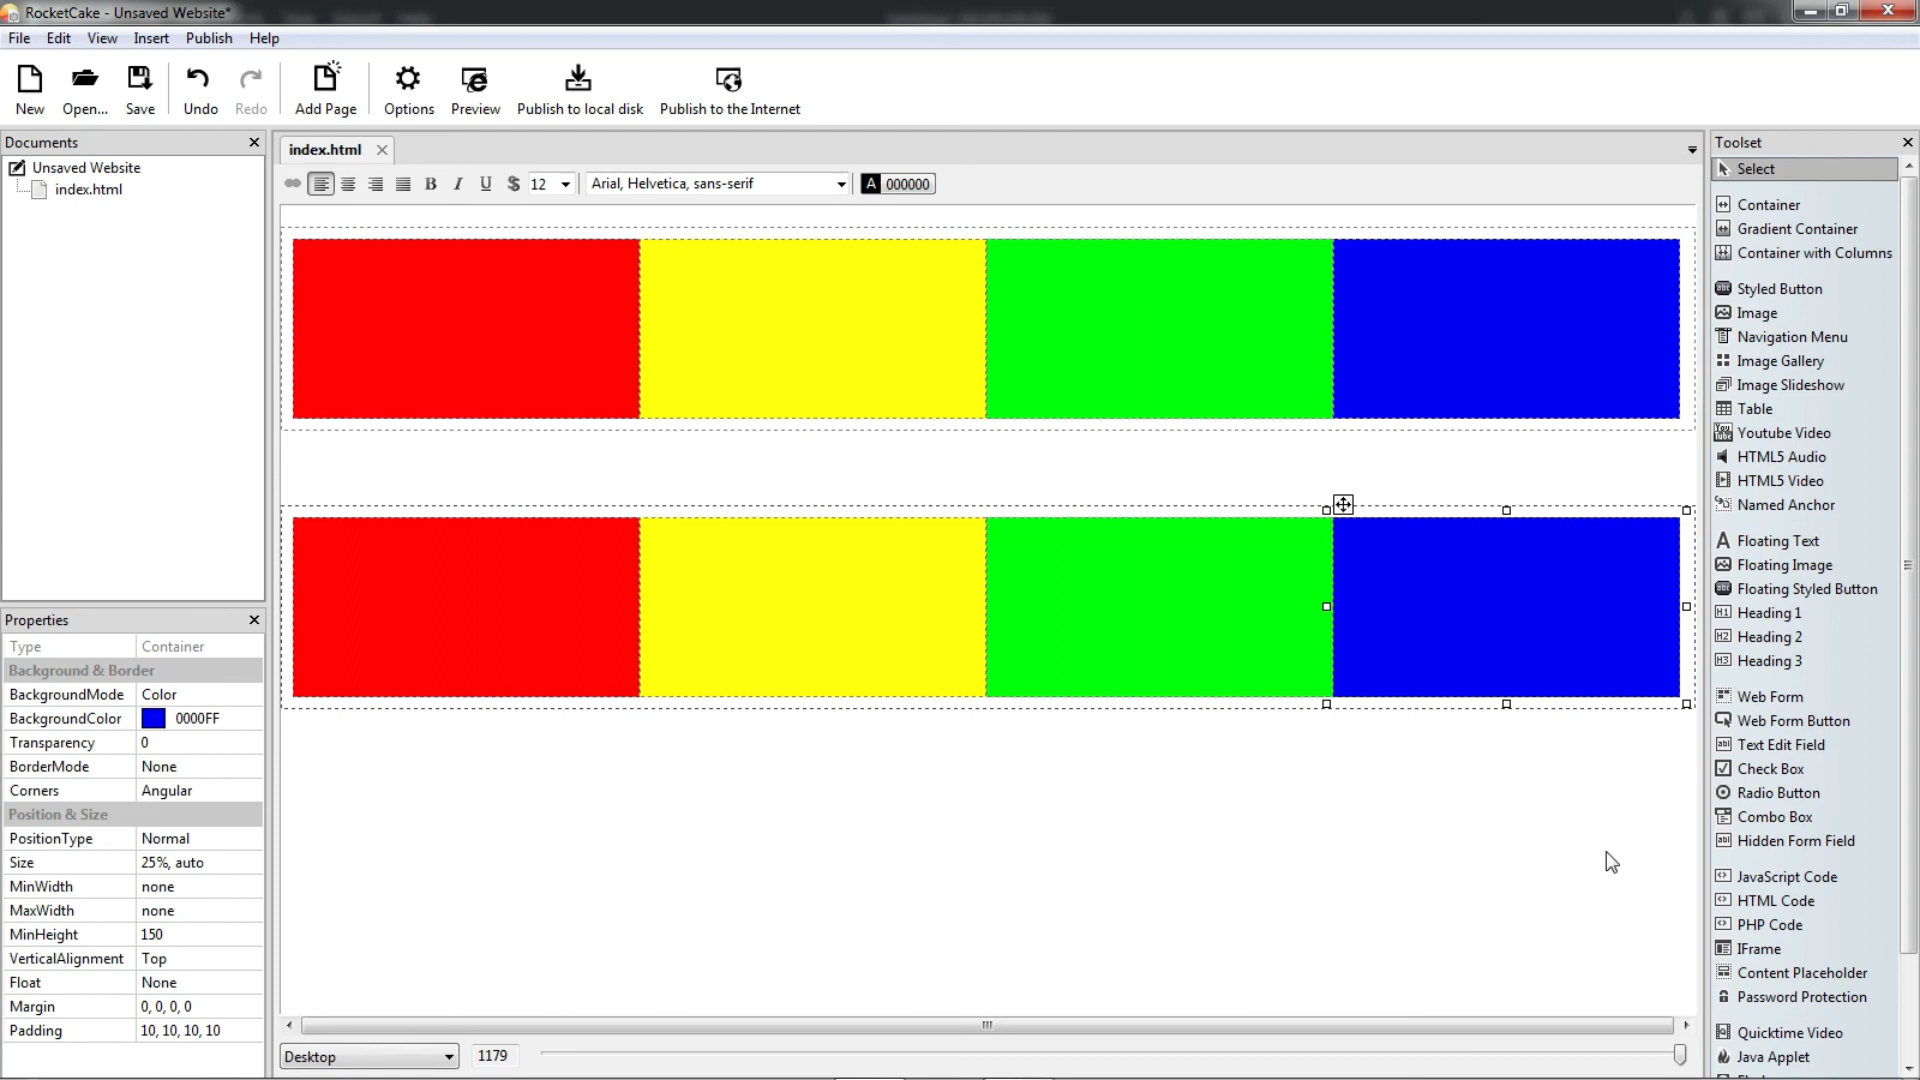 RocketCake - Unsaved Website*
File Edit View Insert Publish Help
New Open... Save Undo Redo Add Page Options Preview Publish to local disk Publish to the Internet
Documents
Unsaved Website
index.html
Properties
Type Container
Background & Border
BackgroundMode Color
BackgroundColor 0000FF
Transparency 0
BorderMode None
Corners Angular
Position & Size
PositionType Normal
Size 25%, auto
MinWidth none
MaxWidth none
MinHeight 150
VerticalAlignment Top
Float None
Margin 0, 0, 0, 0
Padding 10, 10, 10, 10
index.html
B I U $ 12 Arial, Helvetica, sans-serif A 000000
Desktop 1179
Toolset
Select
Container
Gradient Container
Container with Columns
Styled Button
Image
Navigation Menu
Image Gallery
Image Slideshow
Table
Youtube Video
HTML5 Audio
HTML5 Video
Named Anchor
Floating Text
Floating Image
Floating Styled Button
Heading 1
Heading 2
Heading 3
Web Form
Web Form Button
Text Edit Field
Check Box
Radio Button
Combo Box
Hidden Form Field
JavaScript Code
HTML Code
PHP Code
IFrame
Content Placeholder
Password Protection
Quicktime Video
Java Applet